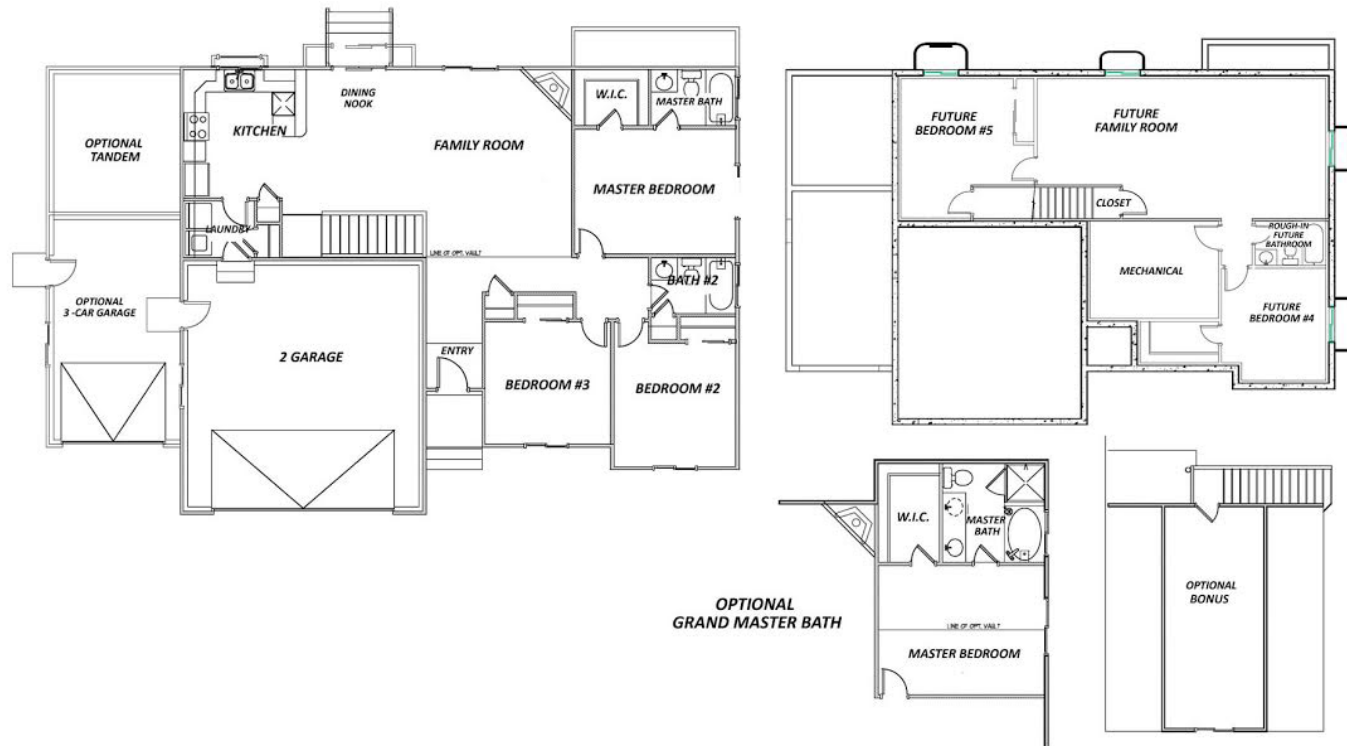 DINING
NOOK
KITCHEN
FAMILY ROOM
W.I.C.
MASTER BATH
OPTIONAL
TANDEM
MASTER BEDROOM
LAUNDRY
LINE OF OPT. VAULT
OPTIONAL
3 -CAR GARAGE
BATH #2
2 GARAGE
ENTRY
BEDROOM #3
BEDROOM #2
FUTURE
BEDROOM #5
FUTURE
FAMILY ROOM
CLOSET
ROUGH-IN
FUTURE
BATHROOM
MECHANICAL
FUTURE
BEDROOM #4
W.I.C.
MASTER
BATH
OPTIONAL
GRAND MASTER BATH
LINE OF OPT. VAULT
MASTER BEDROOM
OPTIONAL
BONUS